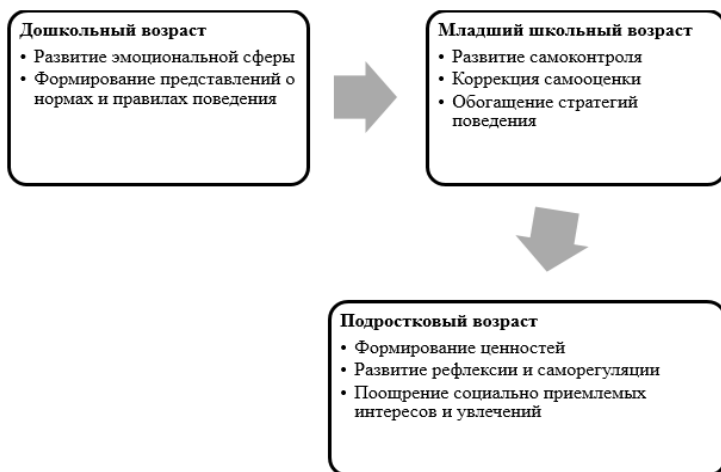 Дошкольный возраст
• Развитие эмоциональной сферы
• Формирование представлений о
нормах и правилах поведения
Младший школьный возраст
• Развитие самоконтроля
• Коррекция самооценки
• Обогащение стратегий
поведения
Подростковый возраст
• Формирование ценностей
• Развитие рефлексии и саморегуляции
• Поощрение социально приемлемых
интересов и увлечений